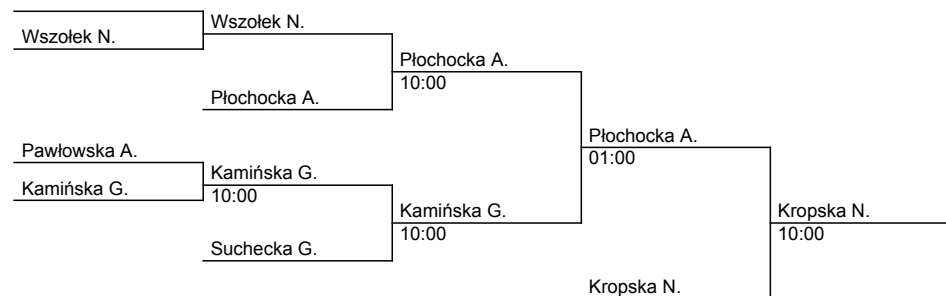 Wszołek N.
Wszołek N.
Płochocka A.
10:00
Płochocka A.
Płochocka A.
01:00
Pawłowska A.
Kamińska G.
10:00
Kamińska G.
Kamińska G.
10:00
Kropska N.
10:00
Suchecka G.
Kropska N.